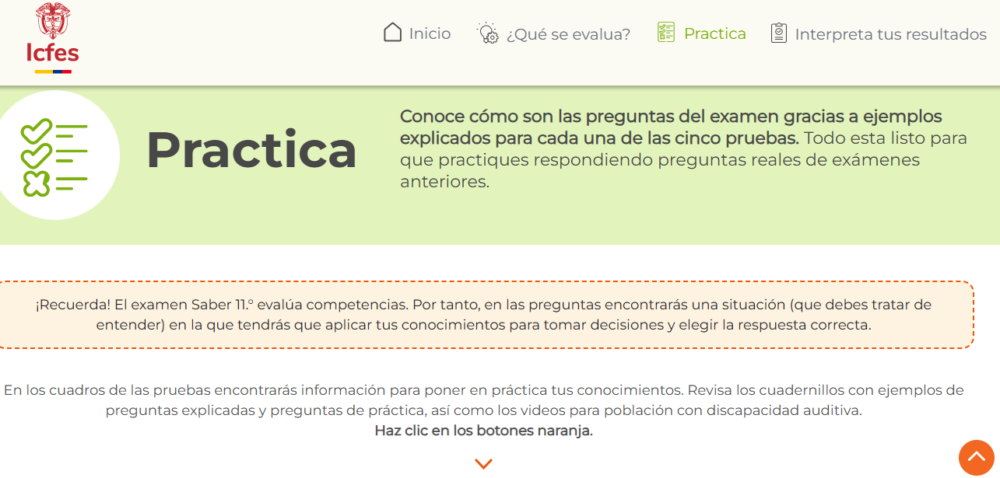 Icfes
Inicio
¿Qué se evalua?
Practica
Interpreta tus resultados
Practica
Conoce cómo son las preguntas del examen gracias a ejemplos
explicados para cada una de las cinco pruebas. Todo esta listo para
que practiques respondiendo preguntas reales de exámenes
anteriores.
¡Recuerda! El examen Saber 11.° evalúa competencias. Por tanto, en las preguntas encontrarás una situación (que debes tratar de
entender) en la que tendrás que aplicar tus conocimientos para tomar decisiones y elegir la respuesta correcta.
En los cuadros de las pruebas encontrarás información para poner en práctica tus conocimientos. Revisa los cuadernillos con ejemplos de
preguntas explicadas y preguntas de práctica, así como los videos para población con discapacidad auditiva.
Haz clic en los botones naranja.